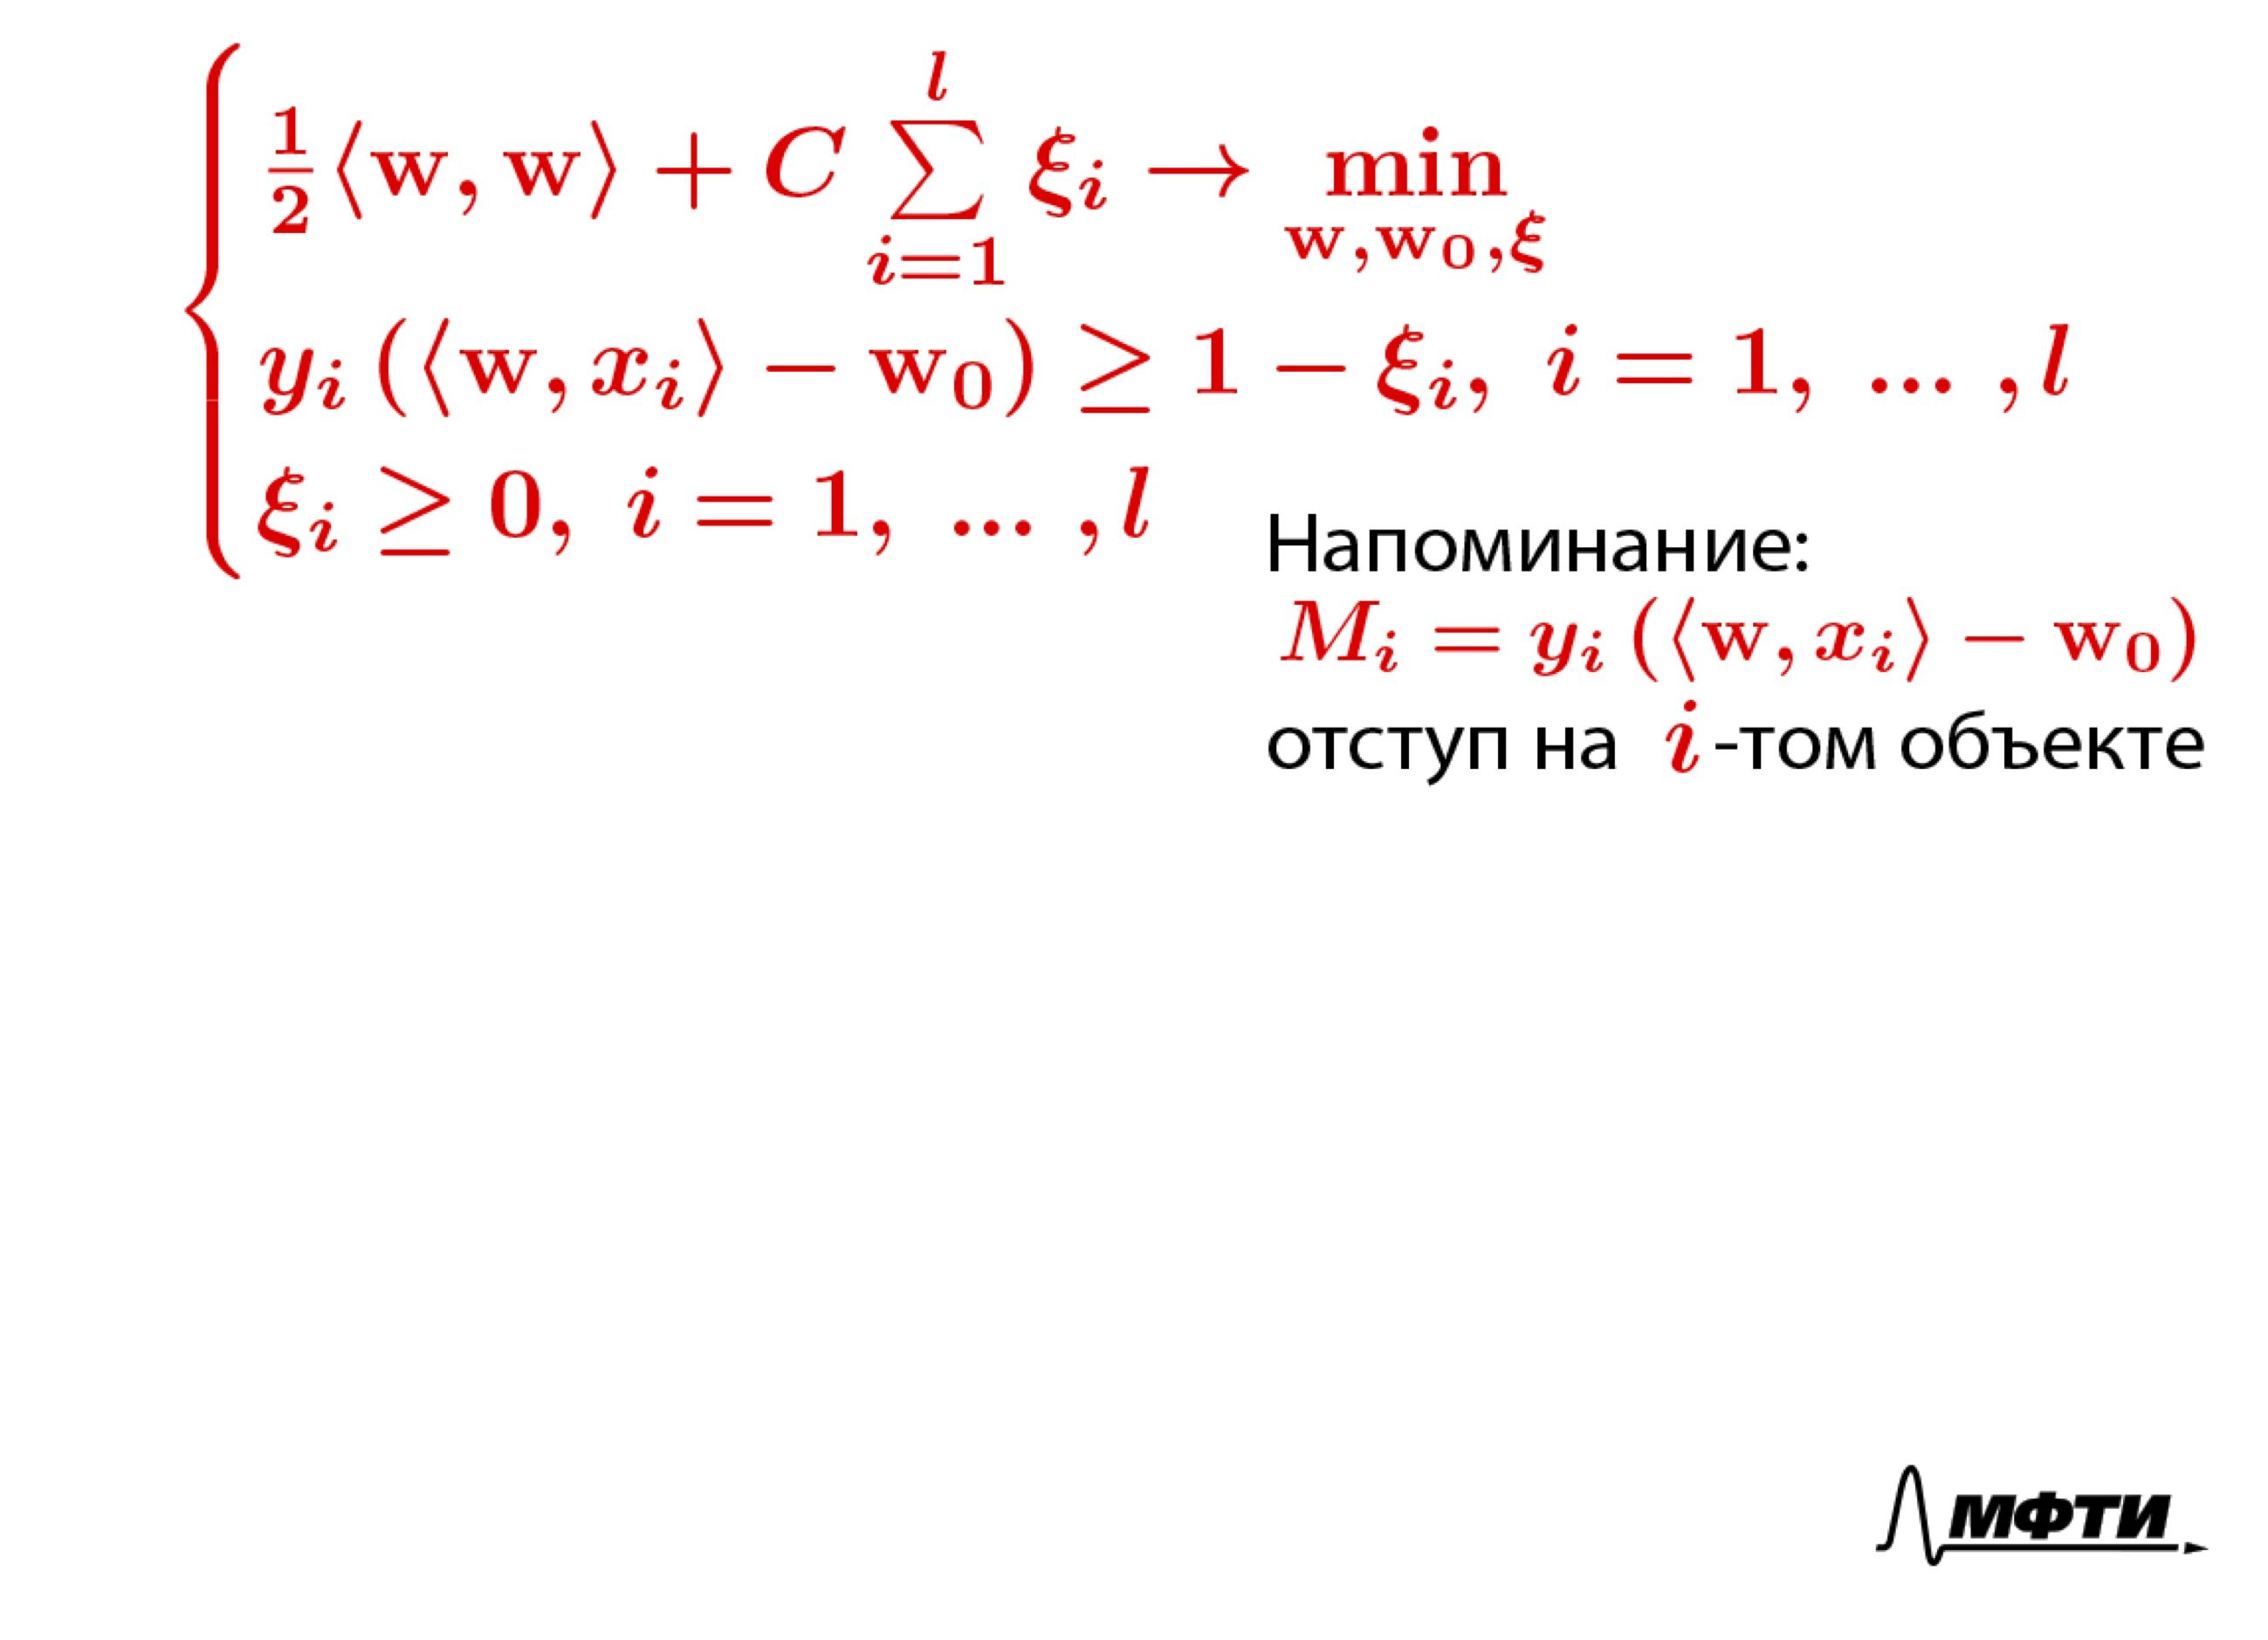 ½⟨w, w⟩ + C ∑_{i=1}^{l} ξ_i → min_{w,w_0,ξ}
y_i (⟨w, x_i⟩ − w_0) ≥ 1 − ξ_i, i = 1, ... , l
ξ_i ≥ 0, i = 1, ... , l
Напоминание:
M_i = y_i (⟨w, x_i⟩ − w_0)
отступ на i -том объекте
МФТИ